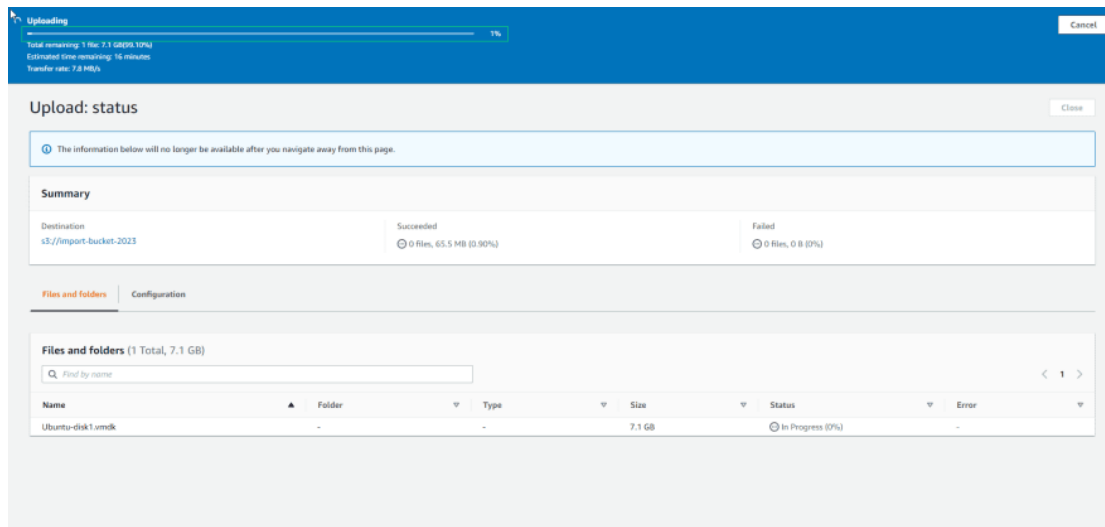 Uploading
1%
Cancel
Total remaining: 1 file: 7.1 GB(99.10%)
Estimated time remaining: 16 minutes
Transfer rate: 7.8 MB/s
Upload: status
Close
The information below will no longer be available after you navigate away from this page.
Summary
Destination Succeeded Failed
s3://import-bucket-2023 0 files, 65.5 MB (0.90%) 0 files, 0 B (0%)
Files and folders Configuration
Files and folders (1 Total, 7.1 GB)
Find by name
< 1 >
Name Folder Type Size Status Error
Ubuntu-disk1.vmdk - - 7.1 GB In Progress (0%) -